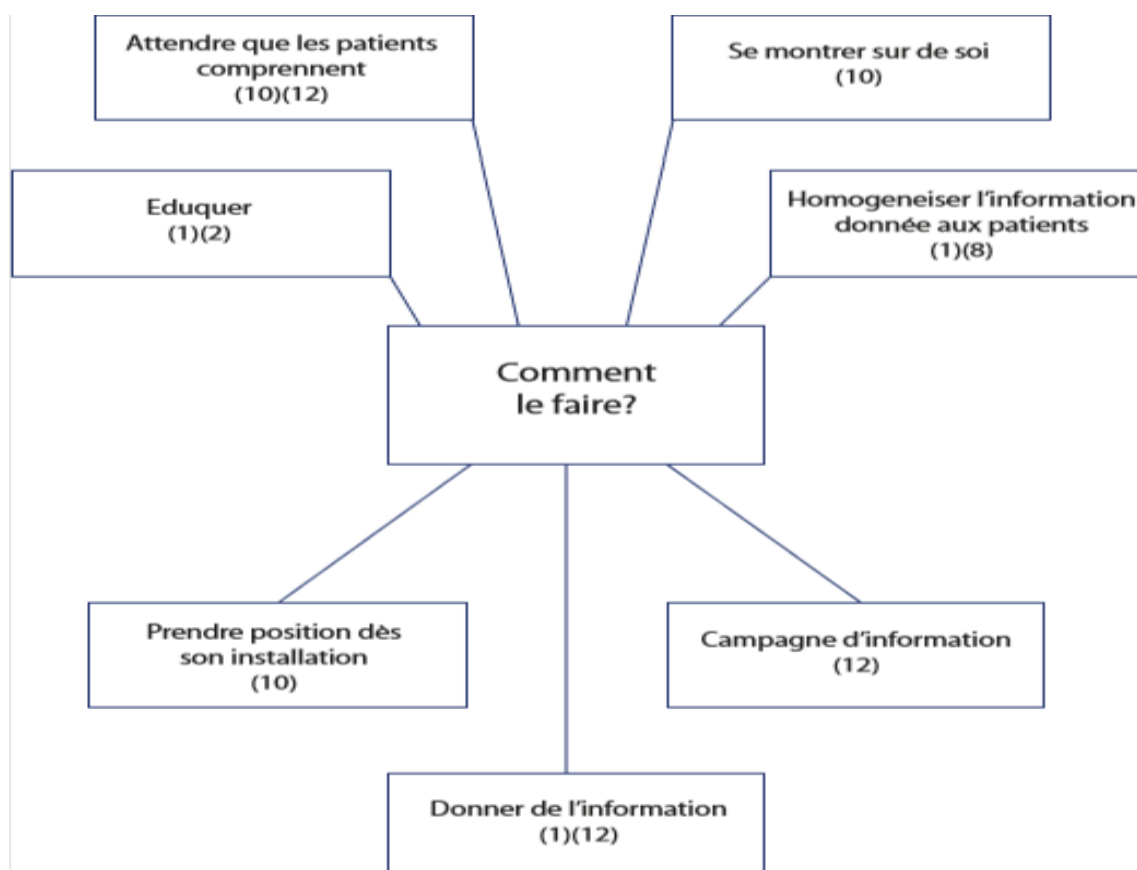 Attendre que les patients
comprennent
(10)(12)
Se montrer sur de soi
(10)
Eduquer
(1)(2)
Homogeneiser l'information
donnée aux patients
(1)(8)
Comment
le faire?
Prendre position dès
son installation
(10)
Campagne d'information
(12)
Donner de l'information
(1)(12)